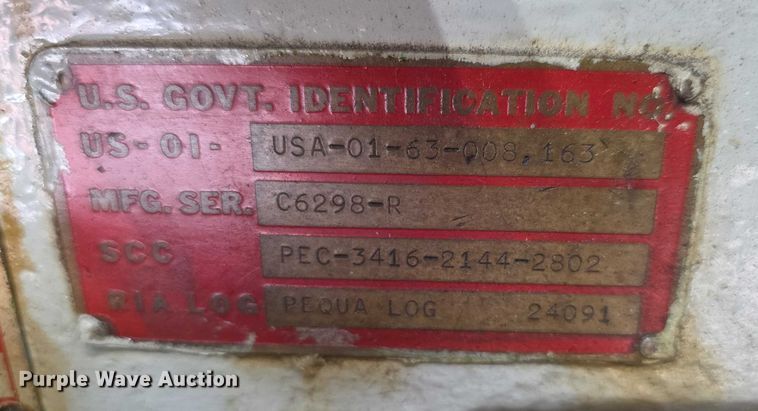 U.S. GOVT. IDENTIFICATION NO.
US-01- USA-01-63-008,163
MFG. SER. C6298-R
SCC PEC-3416-2144-2802
RIA LOG PEQUA LOG 24091
Purple Wave Auction